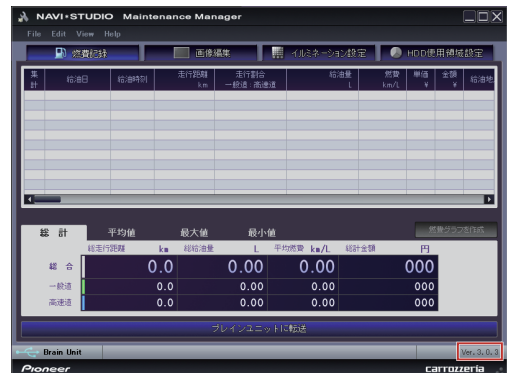 NAVI•STUDIO Maintenance Manager
File Edit View Help
燃費記録 画像編集 イルミネーション設定 HDD使用領域設定
集計 給油日 給油時刻 走行距離 km 走行割合 一般道：高速道 給油量 L 燃費 km/L 単価 ¥ 金額 ¥ 給油地
総計 平均値 最大値 最小値 燃費グラフを作成
総走行距離 km 総給油量 L 平均燃費 km/L 総計金額 円
総合 0.0 0.00 0.00 000
一般道 0.0 0.00 0.00 000
高速道 0.0 0.00 0.00 000
ブレインユニットに転送
Brain Unit Ver.3.0.3
Pioneer carrozzeria